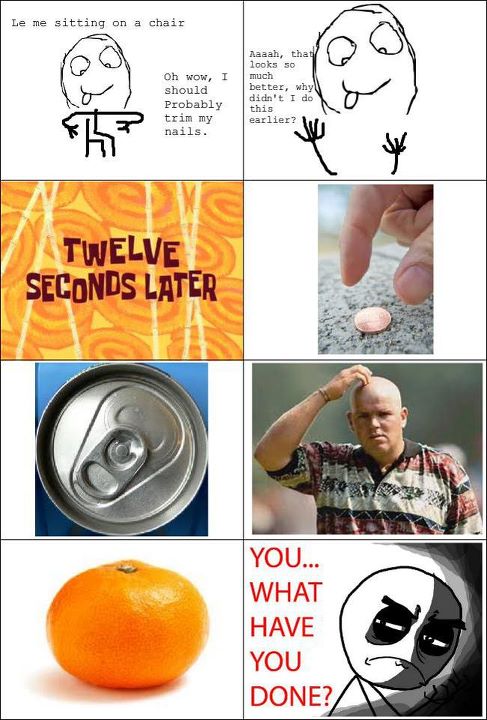 Le me sitting on a chair
Oh wow, I
should
Probably
trim my
nails.
Aaaah, that
looks so
much
better, why
didn't I do
this
earlier?
TWELVE
SECONDS LATER
YOU...
WHAT
HAVE
YOU
DONE?